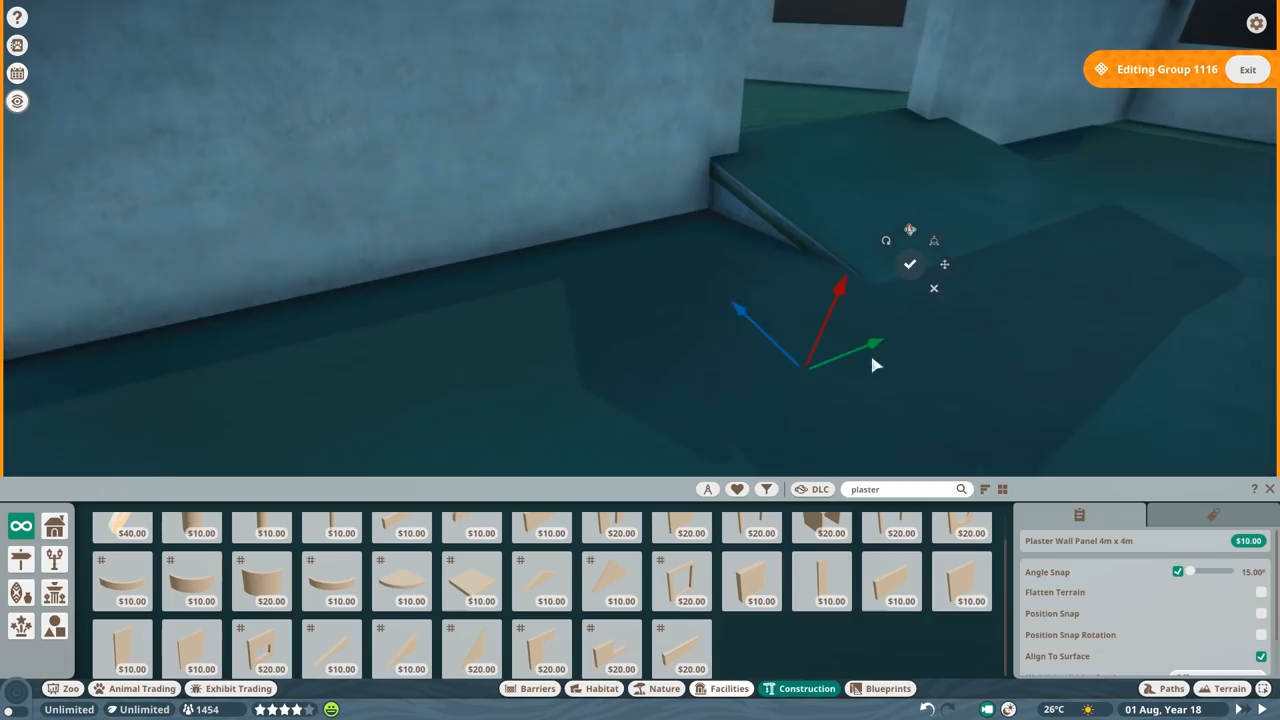 ?
Editing Group 1116
Exit
DLC
plaster
?
$40.00 $10.00 $10.00 $10.00 $10.00 $10.00 $10.00 $20.00 $20.00 $20.00 $20.00 $20.00 $20.00
$10.00 $10.00 $20.00 $10.00 $10.00 $10.00 $10.00 $10.00 $20.00 $10.00 $10.00 $10.00 $10.00
$10.00 $10.00 $20.00 $10.00 $10.00 $20.00 $10.00 $20.00 $20.00
Plaster Wall Panel 4m x 4m $10.00
Angle Snap 15.00°
Flatten Terrain
Position Snap
Position Snap Rotation
Align To Surface
Zoo Animal Trading Exhibit Trading Barriers Habitat Nature Facilities Construction Blueprints Paths Terrain
Unlimited Unlimited 1454 26°C 01 Aug, Year 18